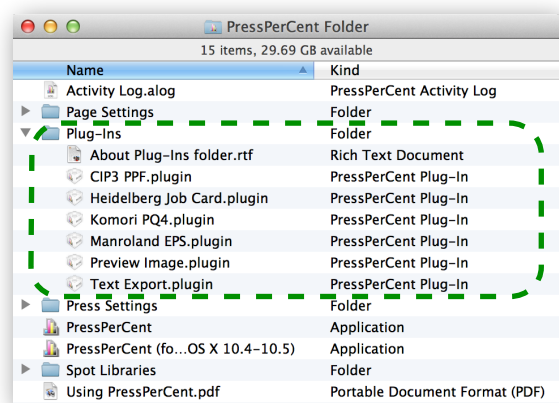 PressPerCent Folder
15 items, 29.69 GB available
Name Kind
Activity Log.alog PressPerCent Activity Log
Page Settings Folder
Plug-Ins Folder
About Plug-Ins folder.rtf Rich Text Document
CIP3 PPF.plugin PressPerCent Plug-In
Heidelberg Job Card.plugin PressPerCent Plug-In
Komori PQ4.plugin PressPerCent Plug-In
Manroland EPS.plugin PressPerCent Plug-In
Preview Image.plugin PressPerCent Plug-In
Text Export.plugin PressPerCent Plug-In
Press Settings Folder
PressPerCent Application
PressPerCent (fo...OS X 10.4-10.5) Application
Spot Libraries Folder
Using PressPerCent.pdf Portable Document Format (PDF)